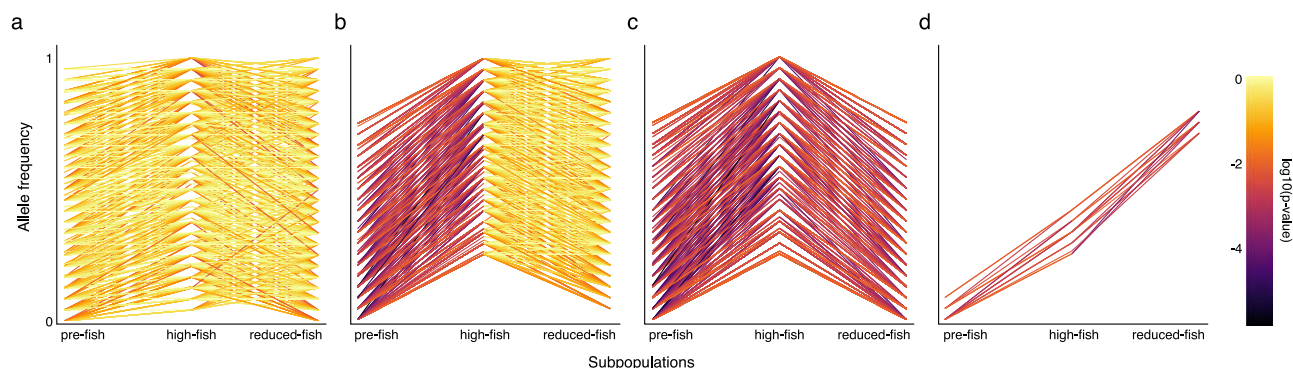 a
b
c
d
Allele frequency
1
0
pre-fish
high-fish
reduced-fish
pre-fish
high-fish
reduced-fish
pre-fish
high-fish
reduced-fish
pre-fish
high-fish
reduced-fish
Subpopulations
0
-2
-4
log10(p-value)